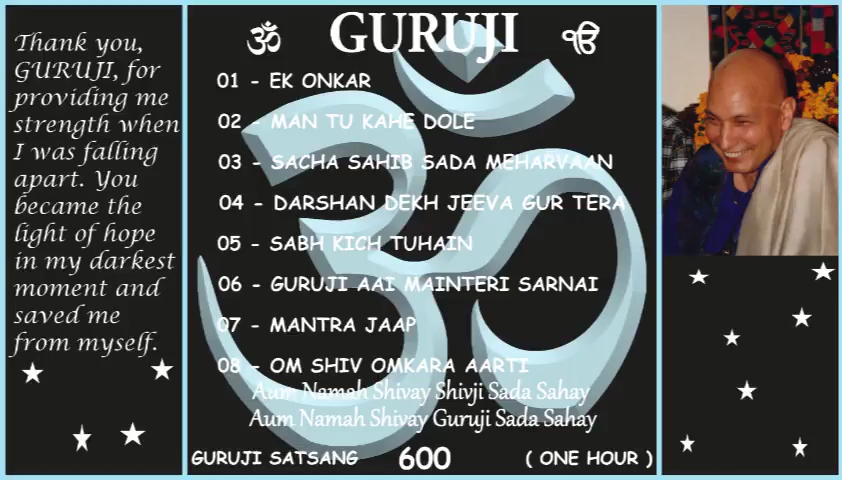 Thank you,
GURUJI, for
providing me
strength when
I was falling
apart. You
became the
light of hope
in my darkest
moment and
saved me
from myself.
ॐ GURUJI ੴ
01 - EK ONKAR
02 - MAN TU KAHE DOLE
03 - SACHA SAHIB SADA MEHARVAAN
04 - DARSHAN DEKH JEEVA GUR TERA
05 - SABH KICH TUHAIN
06 - GURUJI AAI MAINTERI SARNAI
07 - MANTRA JAAP
08 - OM SHIV OMKARA AARTI
Aum Namah Shivay Shivji Sada Sahay
Aum Namah Shivay Guruji Sada Sahay
GURUJI SATSANG 600 ( ONE HOUR )